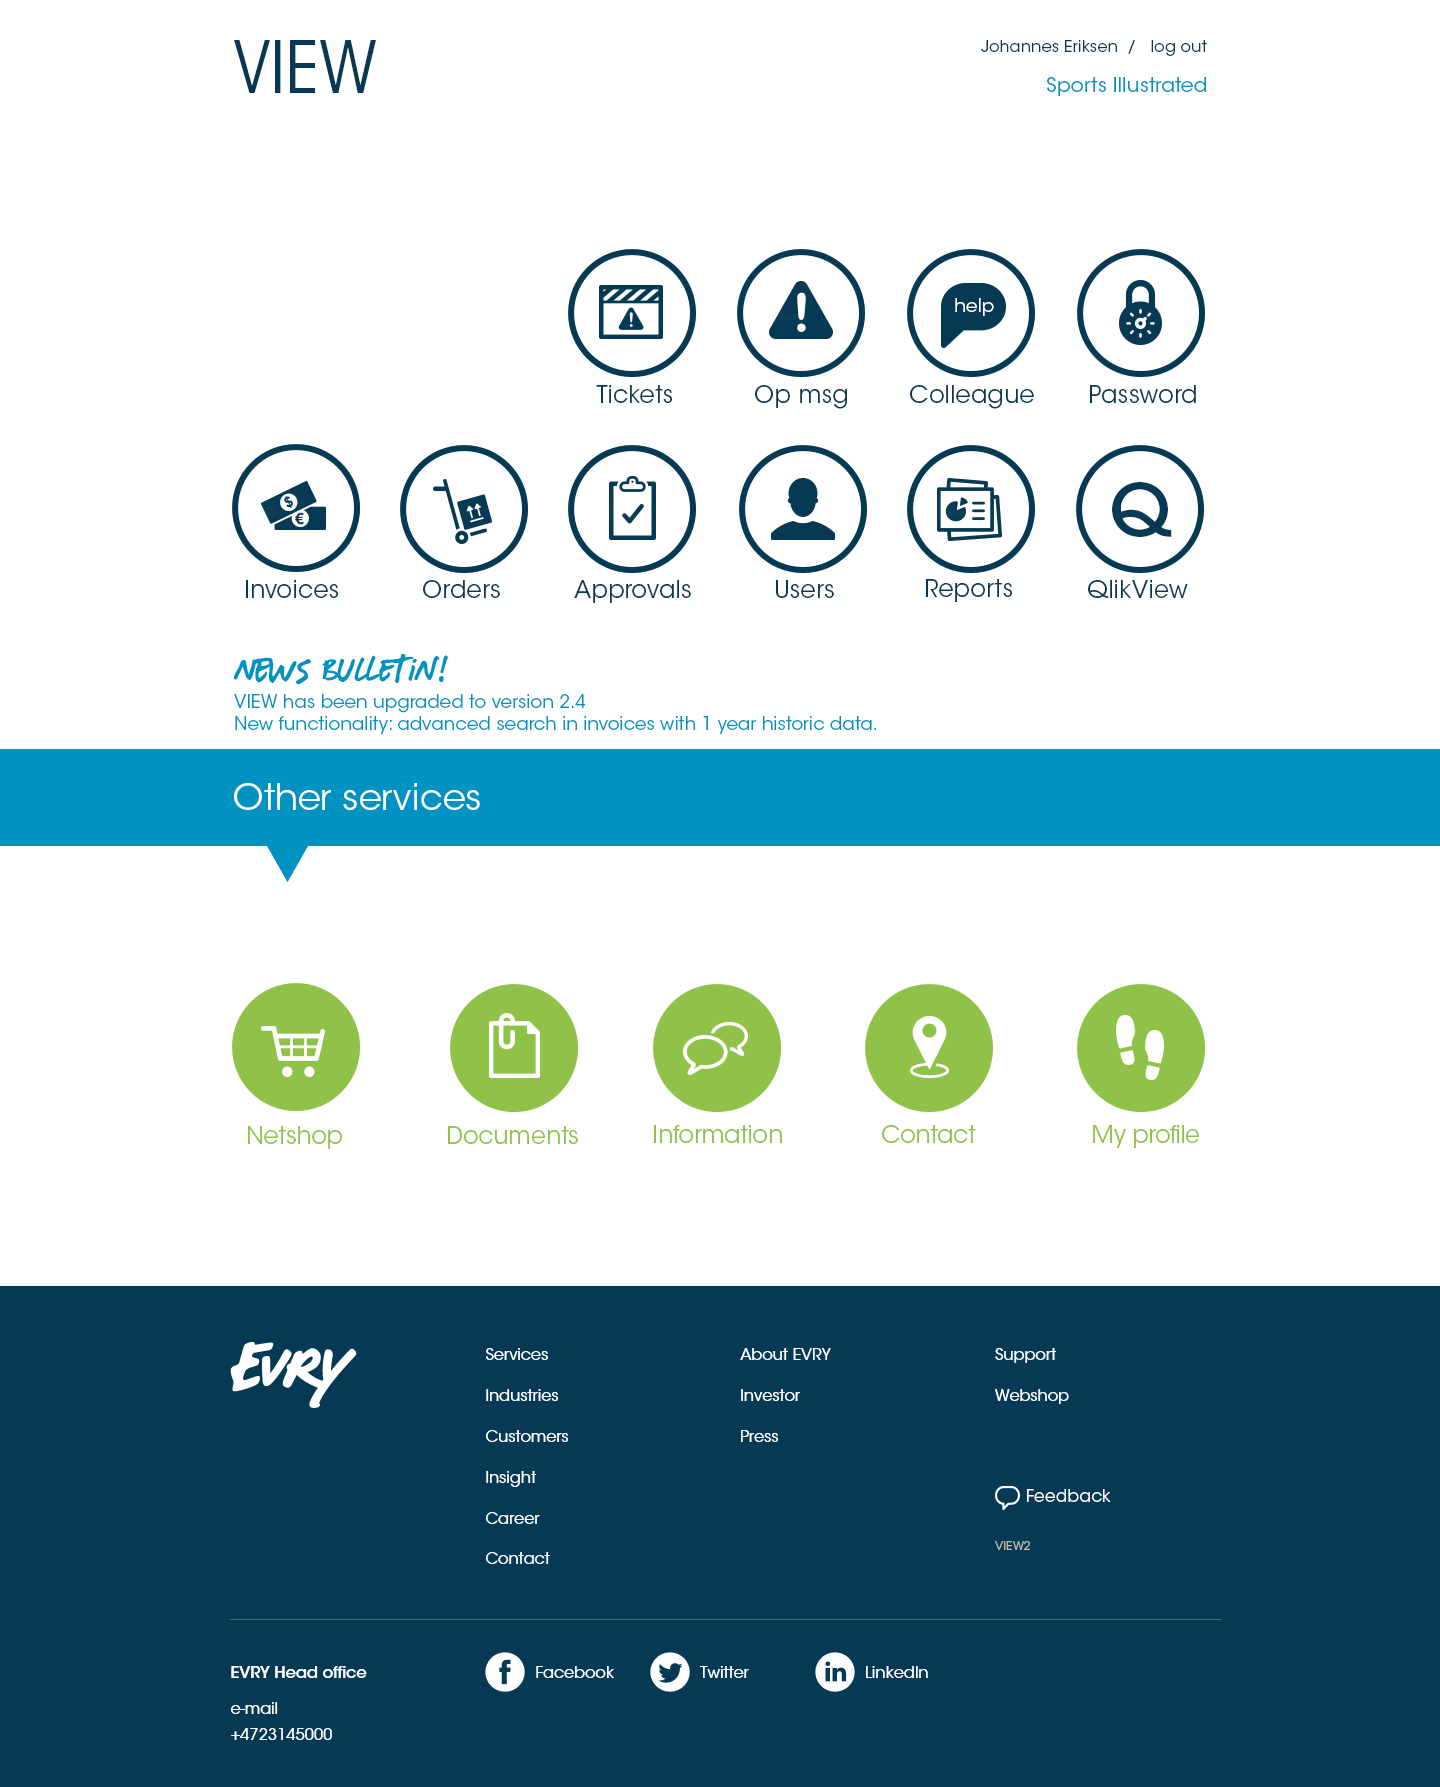 VIEW
Johannes Eriksen / log out
Sports Illustrated
help
Tickets Op msg Colleague Password
Invoices Orders Approvals Users Reports QlikView
NEWS BULLETIN!
VIEW has been upgraded to version 2.4
New functionality: advanced search in invoices with 1 year historic data.
Other services
Netshop Documents Information Contact My profile
EVRY
Services
Industries
Customers
Insight
Career
Contact
About EVRY
Investor
Press
Support
Webshop
Feedback
VIEW2
EVRY Head office
e-mail
+4723145000
Facebook Twitter LinkedIn